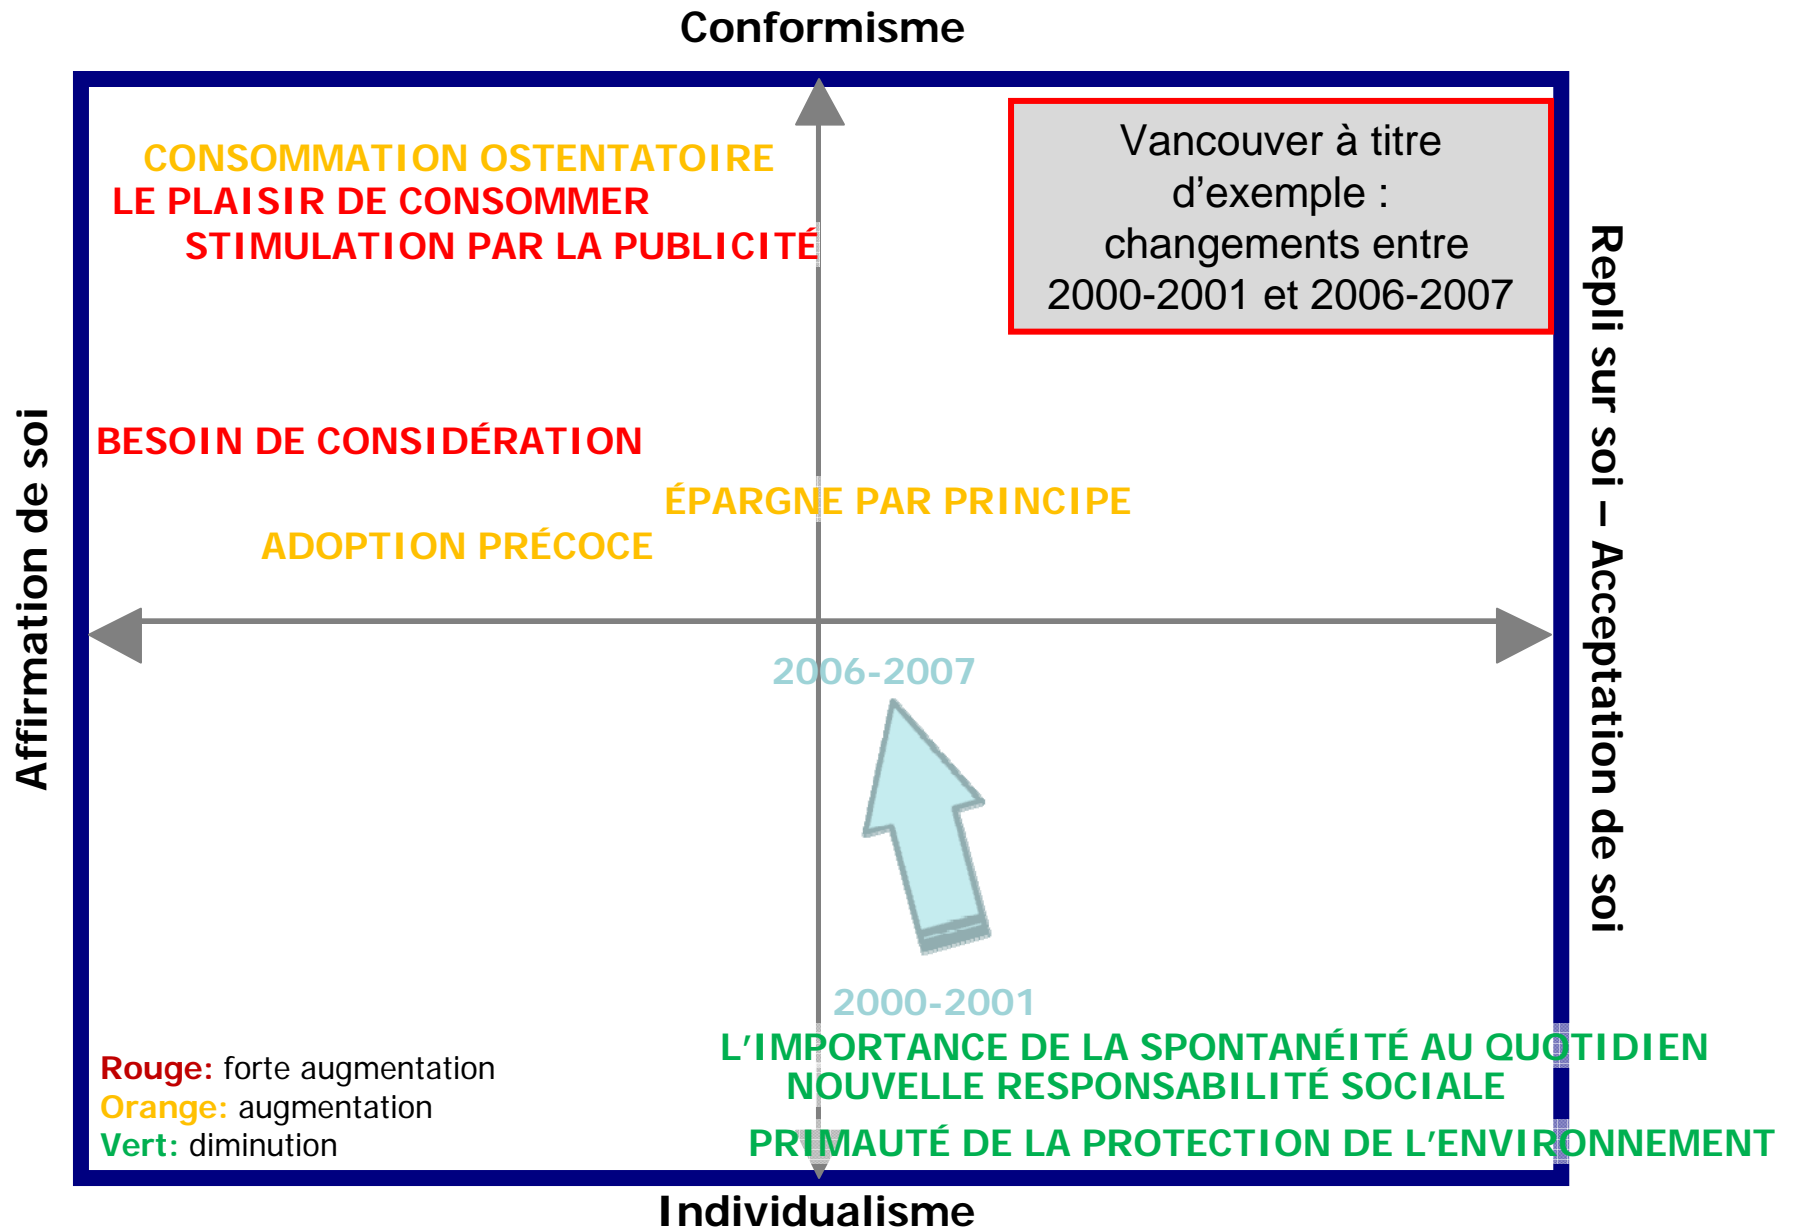 Conformisme
CONSOMMATION OSTENTATOIRE
LE PLAISIR DE CONSOMMER
STIMULATION PAR LA PUBLICITÉ
Vancouver à titre
d’exemple :
changements entre
2000-2001 et 2006-2007
BESOIN DE CONSIDÉRATION
ÉPARGNE PAR PRINCIPE
ADOPTION PRÉCOCE
Affirmation de soi
Repli sur soi – Acceptation de soi
2006-2007
2000-2001
L’IMPORTANCE DE LA SPONTANÉITÉ AU QUOTIDIEN
NOUVELLE RESPONSABILITÉ SOCIALE
PRIMAUTÉ DE LA PROTECTION DE L’ENVIRONNEMENT
Rouge: forte augmentation
Orange: augmentation
Vert: diminution
Individualisme